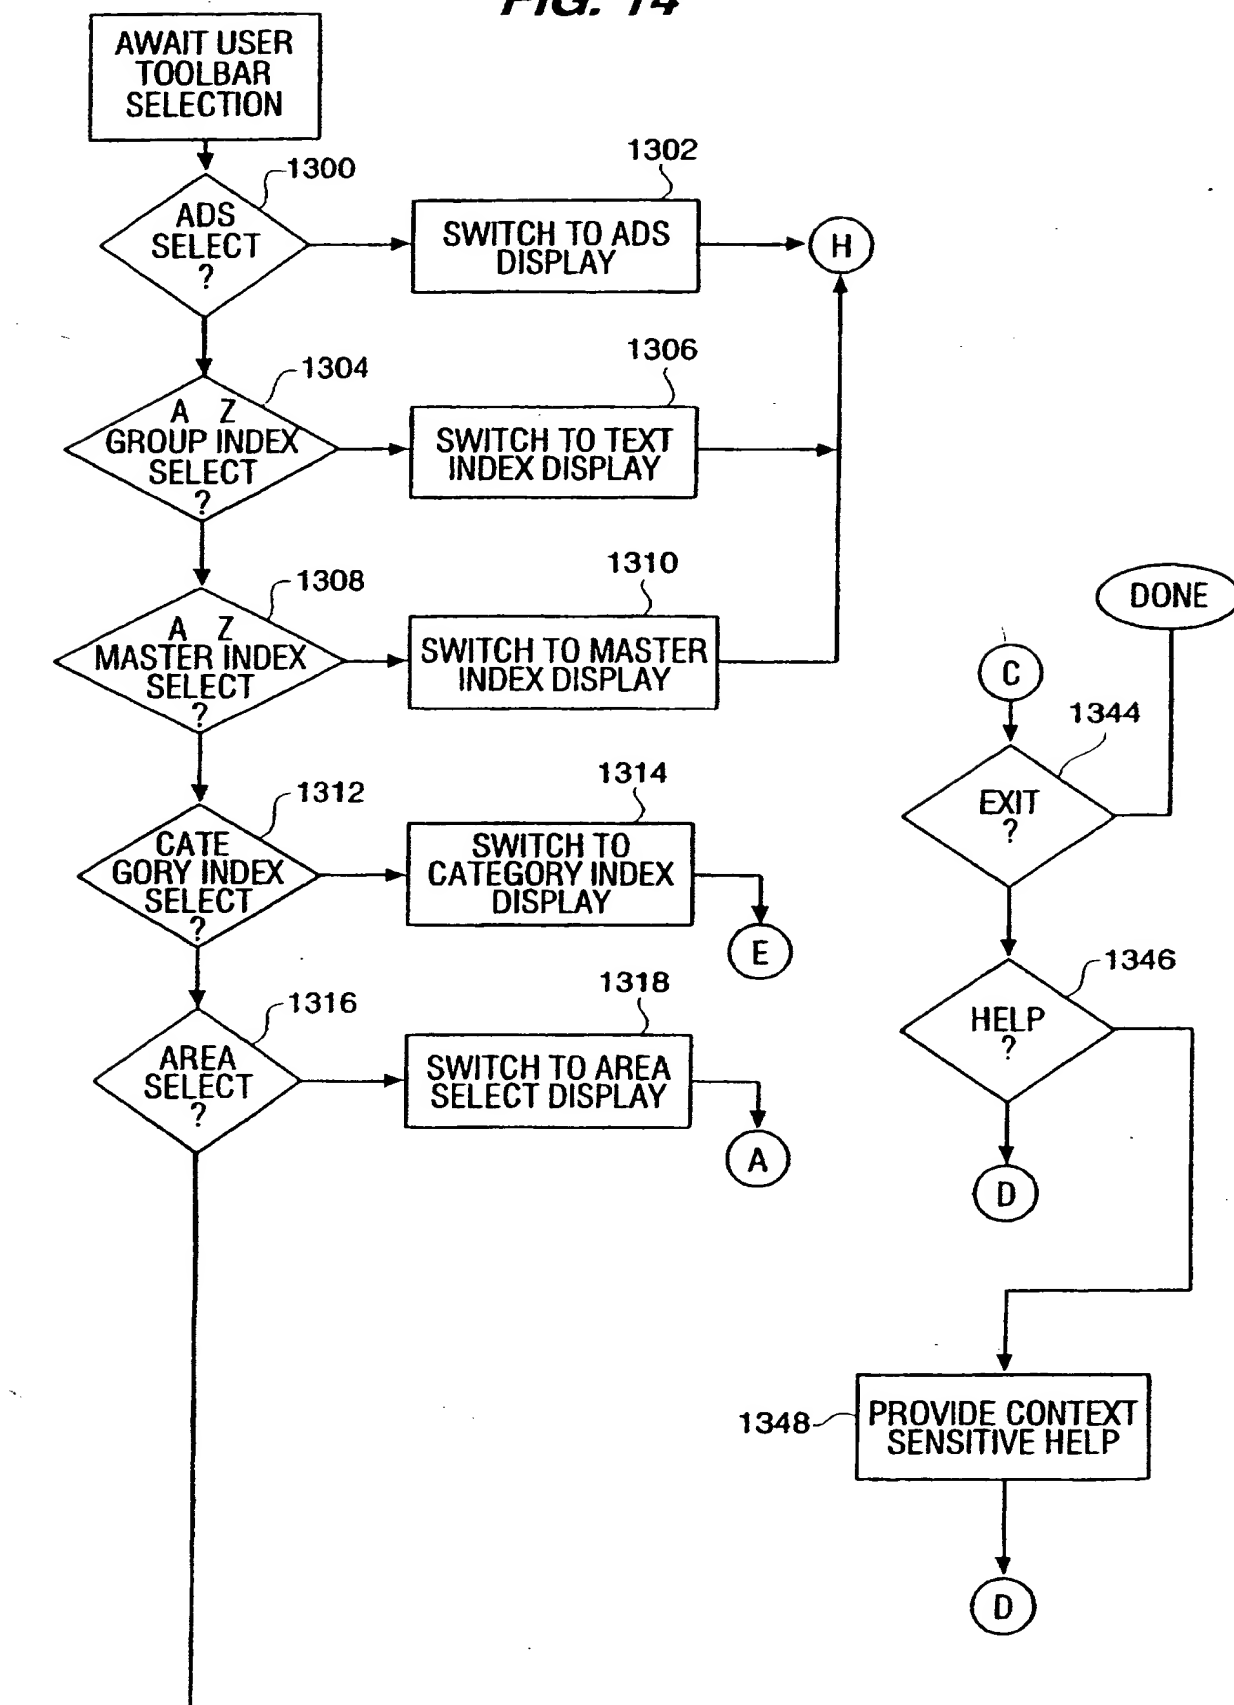 FIG. 14
AWAIT USER
TOOLBAR
SELECTION
1300
ADS
SELECT
?
1302
SWITCH TO ADS
DISPLAY
H
1304
A Z
GROUP INDEX
SELECT
?
1306
SWITCH TO TEXT
INDEX DISPLAY
1308
A Z
MASTER INDEX
SELECT
?
1310
SWITCH TO MASTER
INDEX DISPLAY
1312
CATE
GORY INDEX
SELECT
?
1314
SWITCH TO
CATEGORY INDEX
DISPLAY
E
1316
AREA
SELECT
?
1318
SWITCH TO AREA
SELECT DISPLAY
A
DONE
C
1344
EXIT
?
1346
HELP
?
D
1348
PROVIDE CONTEXT
SENSITIVE HELP
D